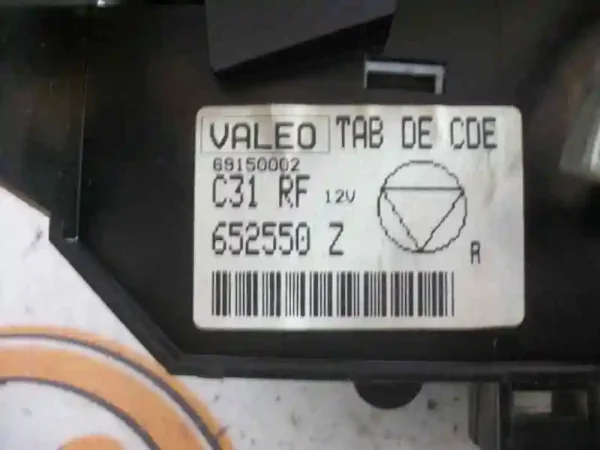 VALEO TAB DE CDE
69150002
C31 RF 12V
652550 Z
R